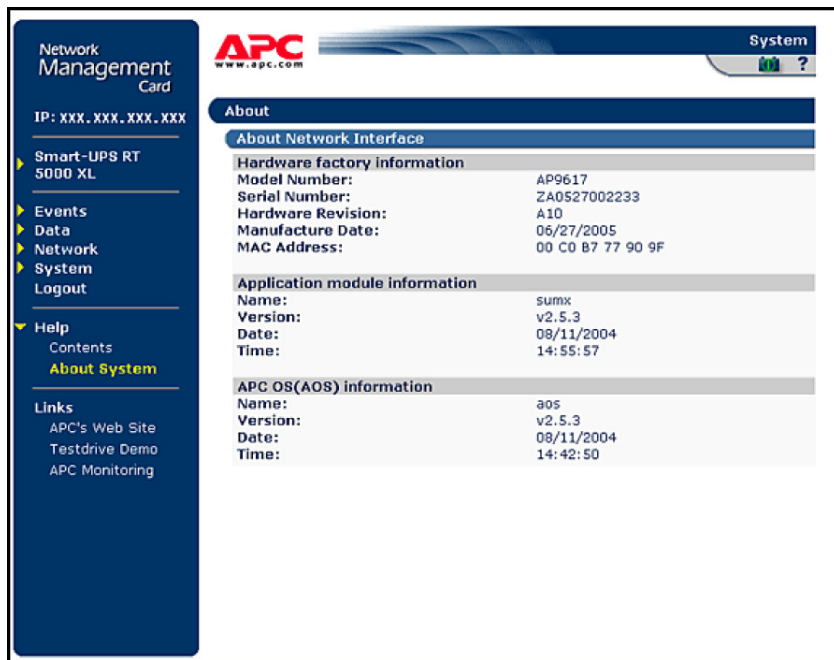 Network
Management
Card
IP: xxx.xxx.xxx.xxx
Smart-UPS RT
5000 XL
Events
Data
Network
System
Logout
Help
Contents
About System
Links
APC's Web Site
Testdrive Demo
APC Monitoring
APC
www.apc.com
System
?
About
About Network Interface
Hardware factory information
Model Number: AP9617
Serial Number: ZA0527002233
Hardware Revision: A10
Manufacture Date: 06/27/2005
MAC Address: 00 C0 B7 77 90 9F
Application module information
Name: sumx
Version: v2.5.3
Date: 08/11/2004
Time: 14:55:57
APC OS(AOS) information
Name: aos
Version: v2.5.3
Date: 08/11/2004
Time: 14:42:50